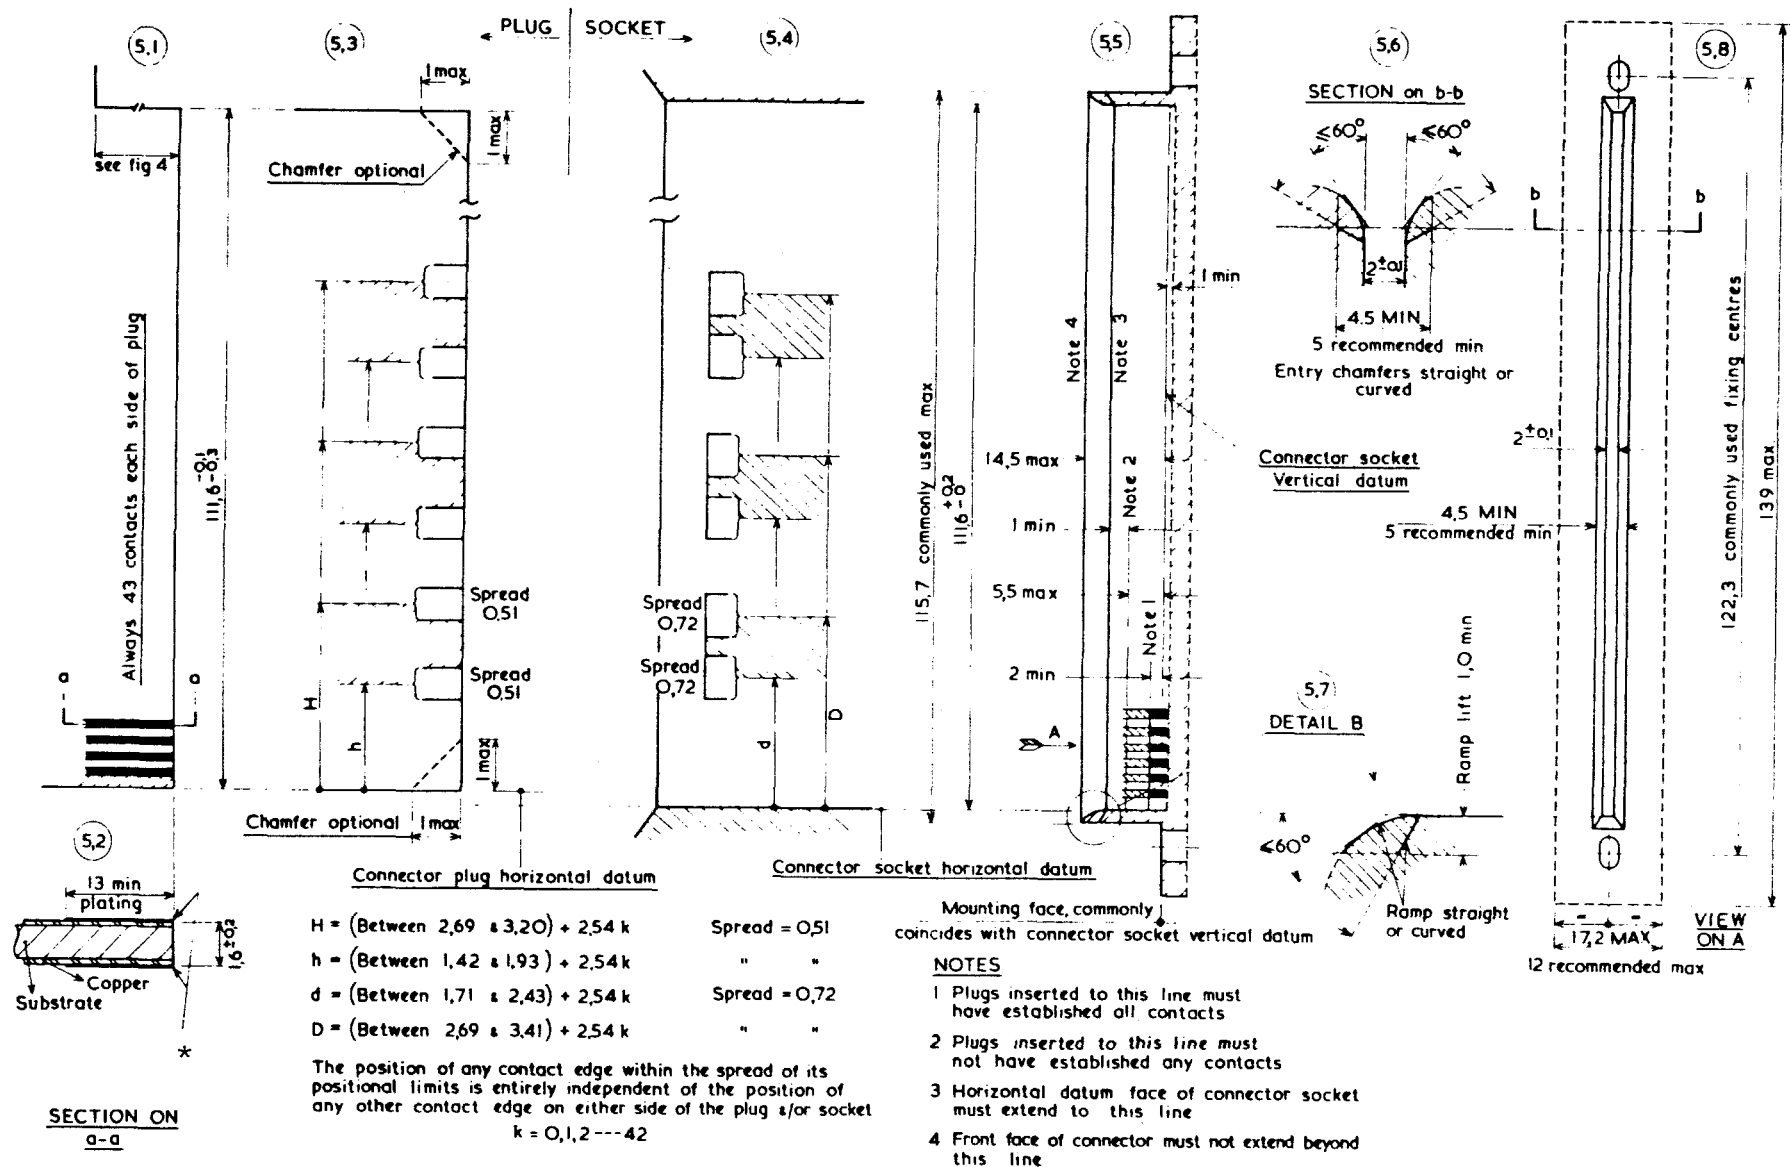 5,1
5,3
PLUG
SOCKET
5,4
5,5
5,6
5,8
1 max
1 max
Chamfer optional
see fig 4
SECTION on b-b
≤60°
≤60°
b
b
2±0,1
4.5 MIN
5 recommended min
Entry chamfers straight or
curved
1 min
Always 43 contacts each side of plug
111,6 -0,1 -0,3
Note 4
Note 3
115,7 commonly used max
111,6 +0,2 -0
14,5 max
Note 2
1 min
5,5 max
Note 1
2 min
Connector socket
Vertical datum
2±0,1
4,5 MIN
5 recommended min
122,3 commonly used fixing centres
139 max
Spread
0,51
Spread
0,51
Spread
0,72
Spread
0,72
a
a
H
h
d
D
A
1 max
5,7
DETAIL B
Ramp lift 1,0 min
≤60°
Ramp straight
or curved
Chamfer optional
1 max
5,2
13 min
plating
1,6±0,2
Copper
Substrate
*
SECTION ON
a-a
Connector plug horizontal datum
Connector socket horizontal datum
Mounting face, commonly
coincides with connector socket vertical datum
17,2 MAX
12 recommended max
VIEW
ON A
H = (Between 2,69 & 3,20) + 2,54 k Spread = 0,51
h = (Between 1,42 & 1,93) + 2,54 k " "
d = (Between 1,71 & 2,43) + 2,54 k Spread = 0,72
D = (Between 2,69 & 3,41) + 2,54 k " "
The position of any contact edge within the spread of its
positional limits is entirely independent of the position of
any other contact edge on either side of the plug &/or socket
k = 0,1,2 --- 42
NOTES
1 Plugs inserted to this line must
have established all contacts
2 Plugs inserted to this line must
not have established any contacts
3 Horizontal datum face of connector socket
must extend to this line
4 Front face of connector must not extend beyond
this line